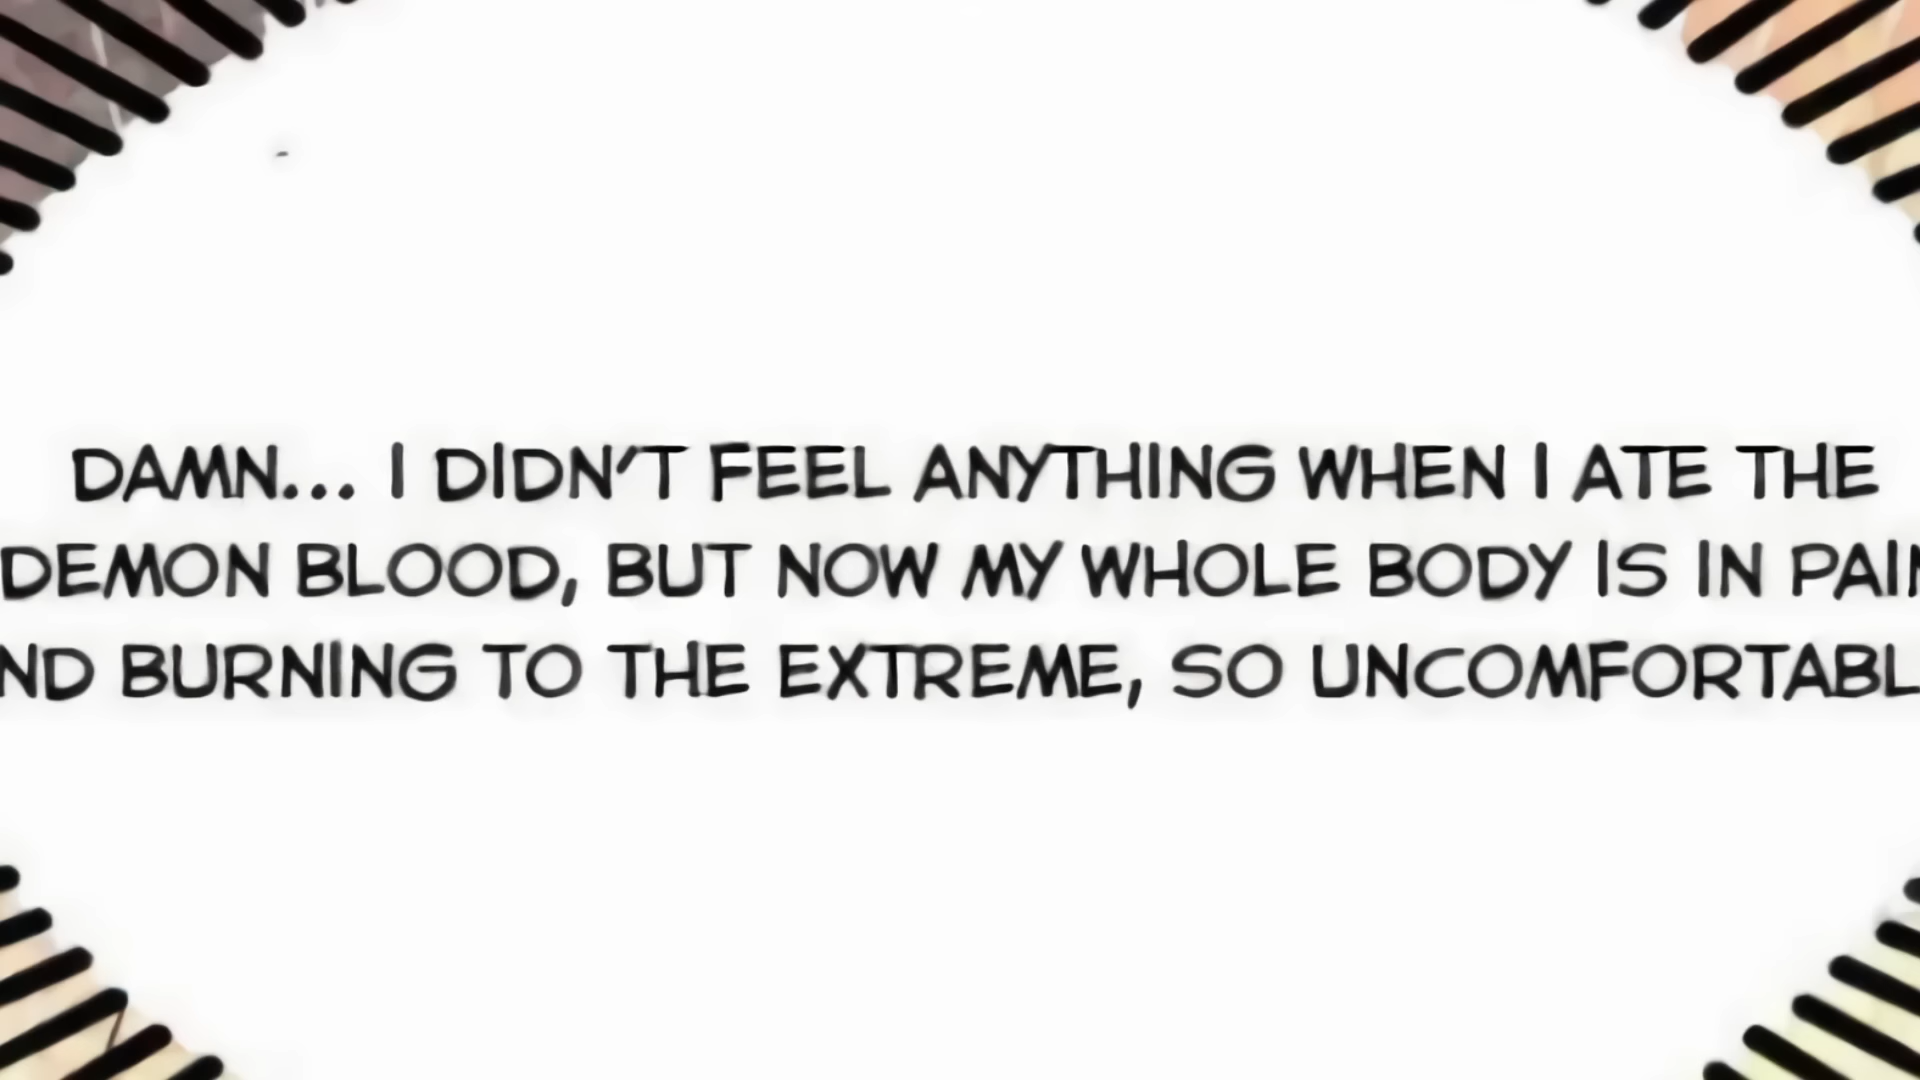 DAMN... I DIDN'T FEEL ANYTHING WHEN I ATE THE
DEMON BLOOD, BUT NOW MY WHOLE BODY IS IN PAIN
ND BURNING TO THE EXTREME, SO UNCOMFORTABL